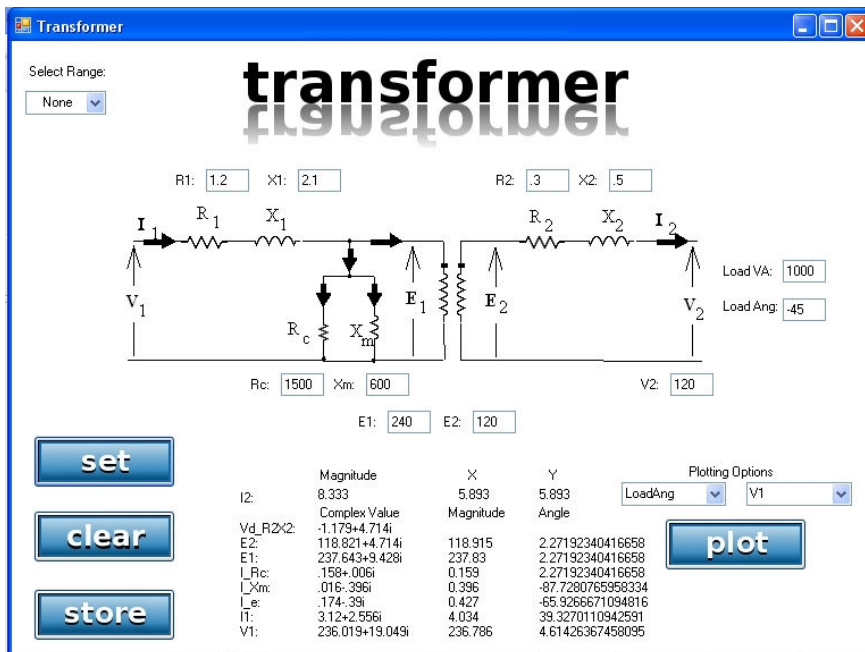 Transformer
Select Range:
None
transformer
R1: 1.2 X1: 2.1 R2: .3 X2: .5
I1 R1 X1 R2 X2 I2
Load VA: 1000
V1 Rc Xm E1 E2 V2 Load Ang: -45
Rc: 1500 Xm: 600 V2: 120
E1: 240 E2: 120
set
clear
store
Magnitude X Y
I2: 8.333 5.893 5.893
Complex Value Magnitude Angle
Vd_R2X2: -1.179+4.714i
E2: 118.821+4.714i 118.915 2.27192340416658
E1: 237.643+9.428i 237.83 2.27192340416658
I_Rc: .158+.006i 0.159 2.27192340416658
I_Xm: .016-.396i 0.396 -87.7280765958334
I_e: .174-.39i 0.427 -65.9266671094816
I1: 3.12+2.556i 4.034 39.3270110942591
V1: 236.019+19.049i 236.786 4.61426367458095
Plotting Options
LoadAng V1
plot